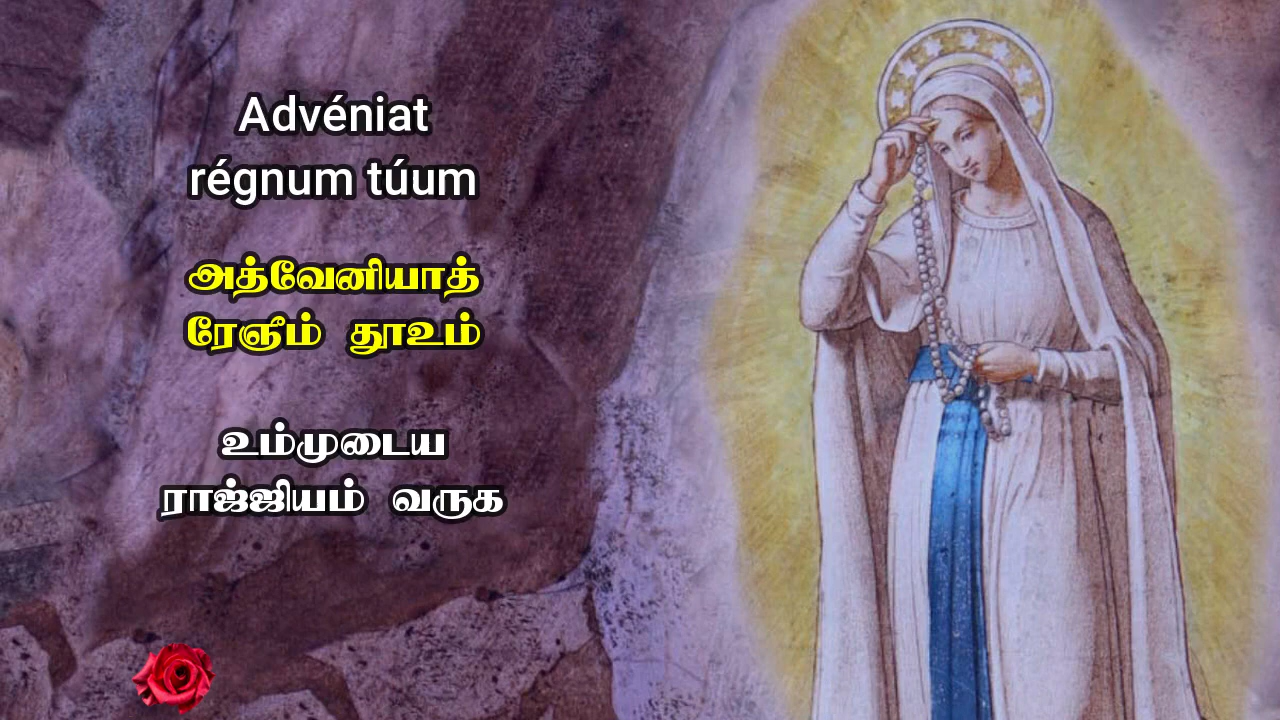 Advéniat
régnum túum
அத்வேனியாத்
ரேஞீம் தூஉம்
உம்முடைய
ராஜ்ஜியம் வருக